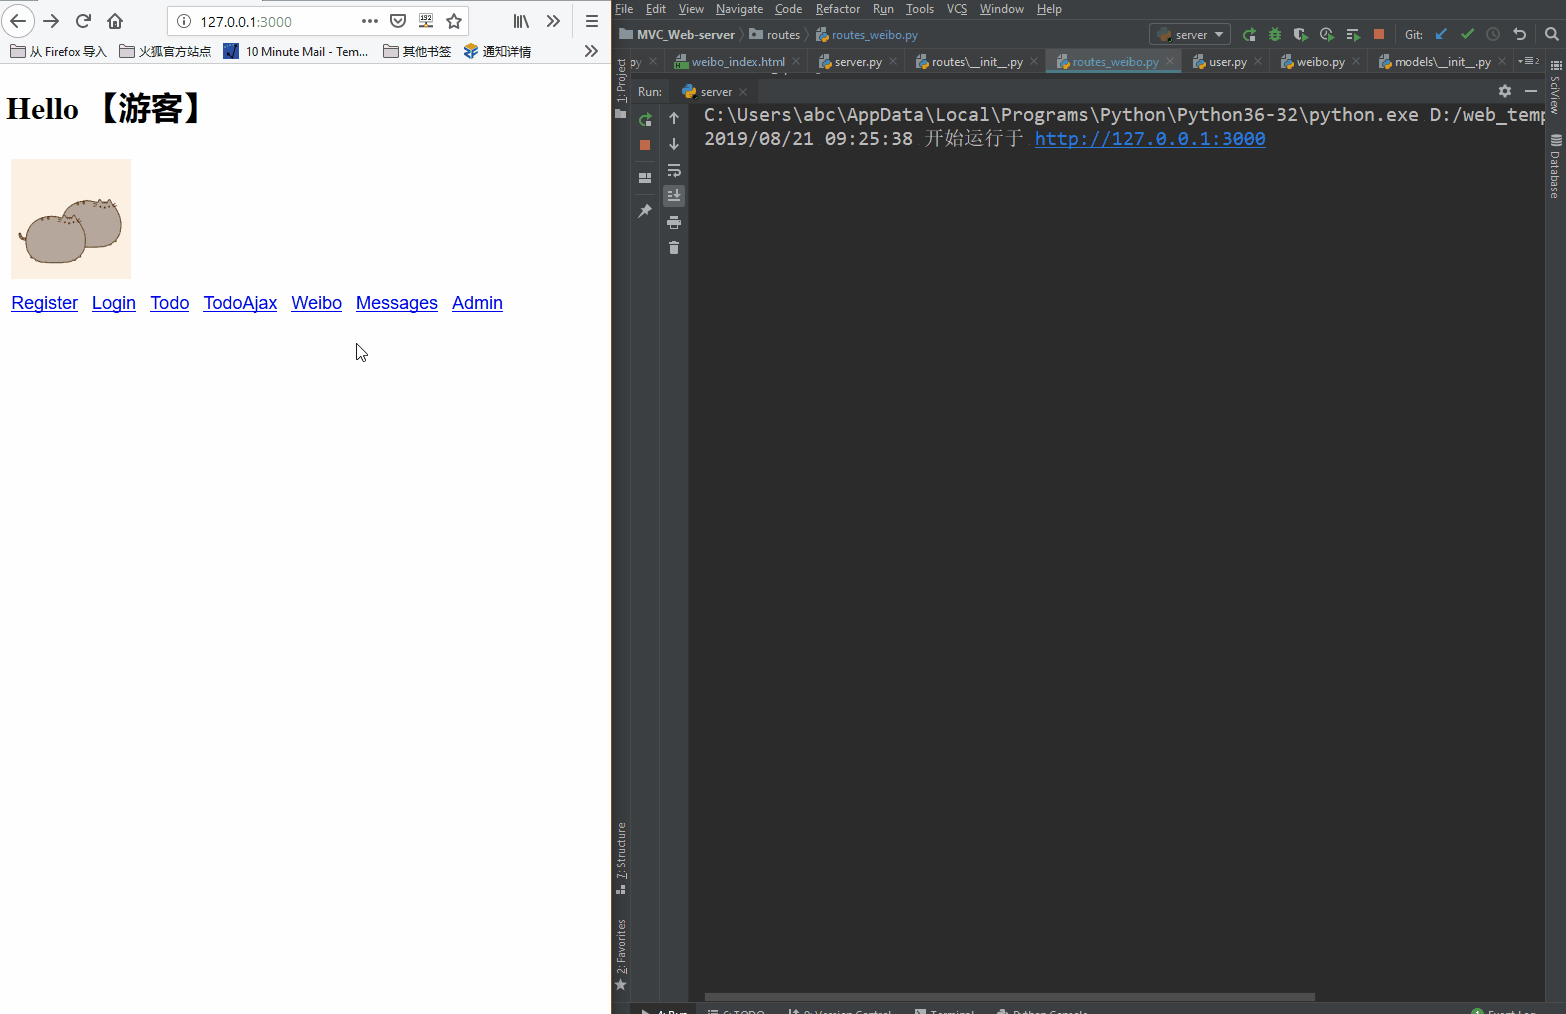 127.0.0.1:3000
从 Firefox 导入 火狐官方站点 10 Minute Mail - Tem... 其他书签 通知详情
Hello 【游客】
Register Login Todo TodoAjax Weibo Messages Admin
File Edit View Navigate Code Refactor Run Tools VCS Window Help
MVC_Web-server routes routes_weibo.py server Git:
py weibo_index.html server.py routes\__init__.py routes_weibo.py user.py weibo.py models\__init__.py 2
Run: server
C:\Users\abc\AppData\Local\Programs\Python\Python36-32\python.exe D:/web_temp
2019/08/21 09:25:38 开始运行于 http://127.0.0.1:3000
1: Project
7: Structure
2: Favorites
SciView
Database
4: Run 6: TODO 9: Version Control Terminal Python Console Event Log